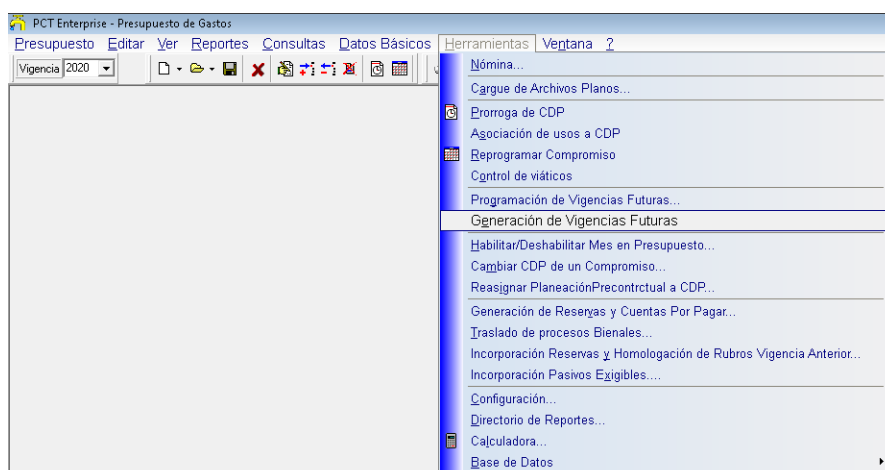 PCT Enterprise - Presupuesto de Gastos
Presupuesto Editar Ver Reportes Consultas Datos Básicos Herramientas Ventana ?
Vigencia 2020
Nómina...
Cargue de Archivos Planos...
Prorroga de CDP
Asociación de usos a CDP
Reprogramar Compromiso
Control de viáticos
Programación de Vigencias Futuras...
Generación de Vigencias Futuras
Habilitar/Deshabilitar Mes en Presupuesto...
Cambiar CDP de un Compromiso...
Reasignar PlaneaciónPrecontrctual a CDP...
Generación de Reservas y Cuentas Por Pagar...
Traslado de procesos Bienales...
Incorporación Reservas y Homologación de Rubros Vigencia Anterior...
Incorporación Pasivos Exigibles....
Configuración...
Directorio de Reportes...
Calculadora...
Base de Datos